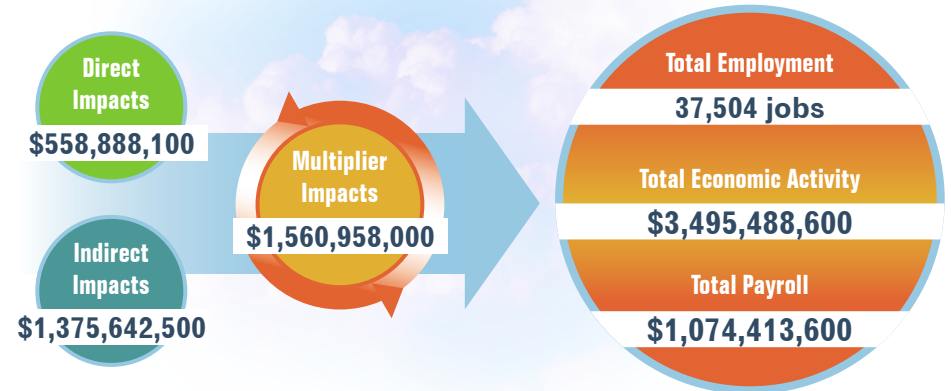 Direct
Impacts
$558,888,100
Indirect
Impacts
$1,375,642,500
Multiplier
Impacts
$1,560,958,000
Total Employment
37,504 jobs
Total Economic Activity
$3,495,488,600
Total Payroll
$1,074,413,600